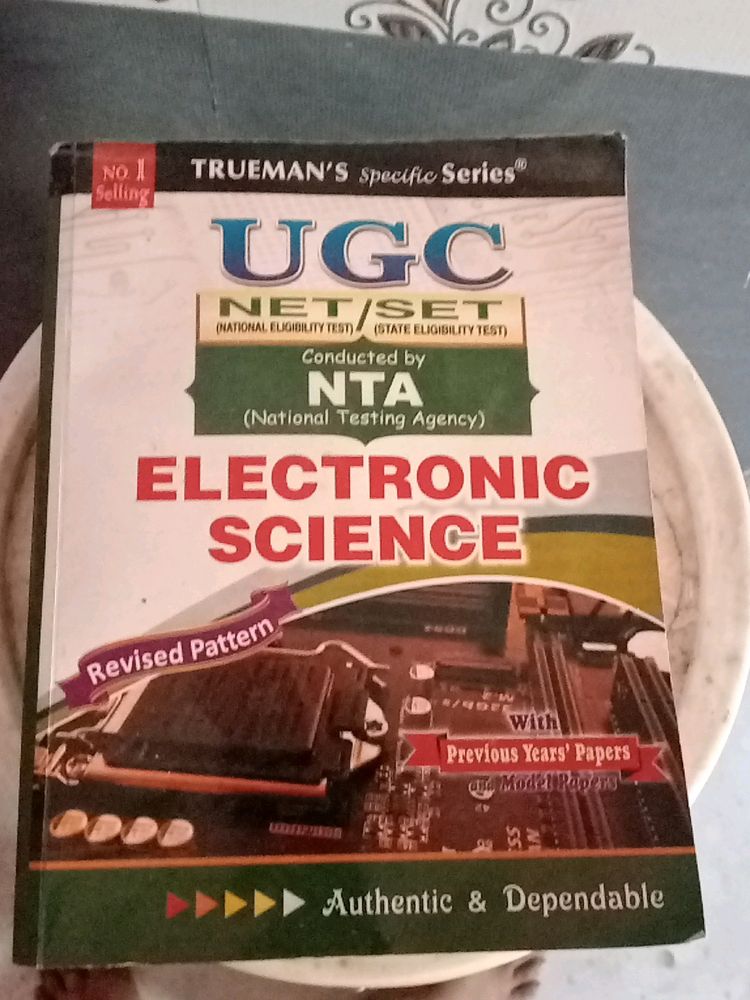 NO. 1
Selling
TRUEMAN'S Specific Series®
UGC
NET/SET
(NATIONAL ELIGIBILITY TEST) (STATE ELIGIBILITY TEST)
Conducted by
NTA
(National Testing Agency)
ELECTRONIC
SCIENCE
Revised Pattern
With
Previous Years' Papers
and Model Papers
Authentic & Dependable